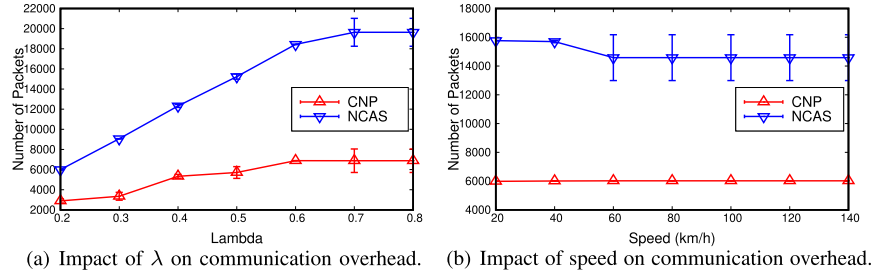 22000
20000
18000
16000
14000
12000
10000
8000
6000
4000
2000
Number of Packets
CNP
NCAS
0.2 0.3 0.4 0.5 0.6 0.7 0.8
Lambda
(a) Impact of λ on communication overhead.
18000
16000
14000
12000
10000
8000
6000
4000
Number of Packets
CNP
NCAS
20 40 60 80 100 120 140
Speed (km/h)
(b) Impact of speed on communication overhead.